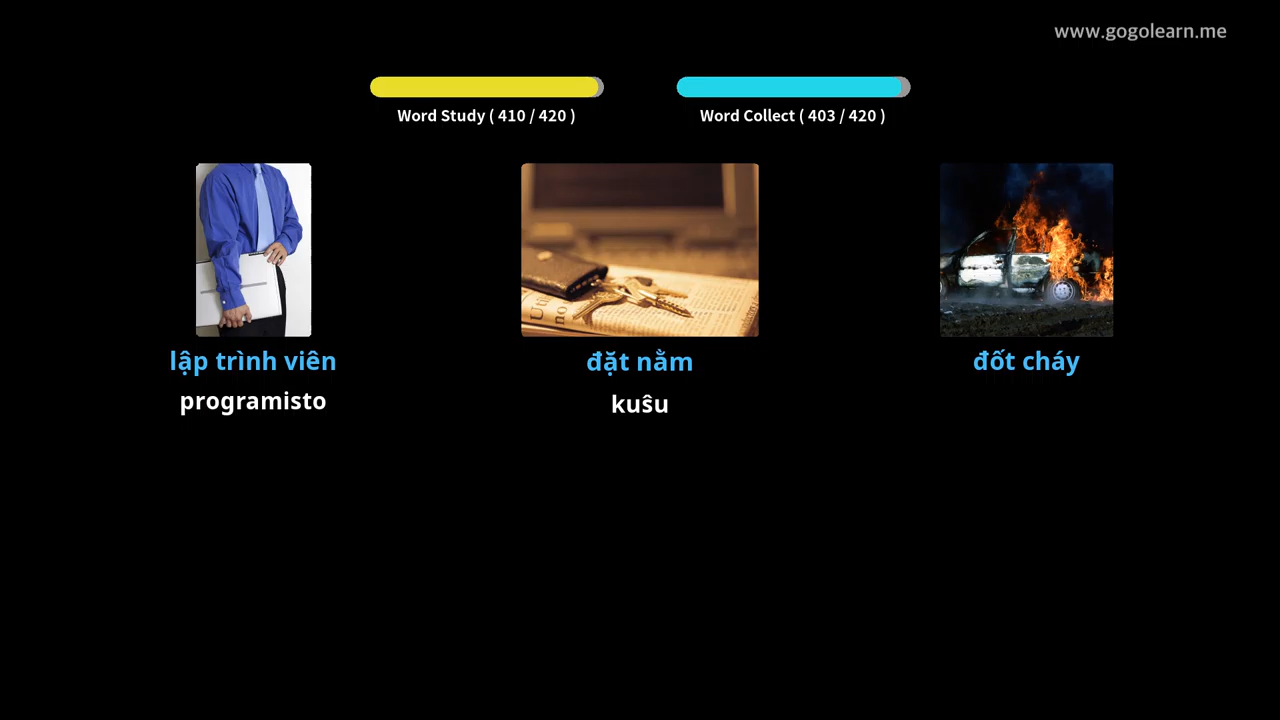 www.gogolearn.me
Word Study ( 410 / 420 )
Word Collect ( 403 / 420 )
lập trình viên
đặt nằm
đốt cháy
programisto
kuŝu